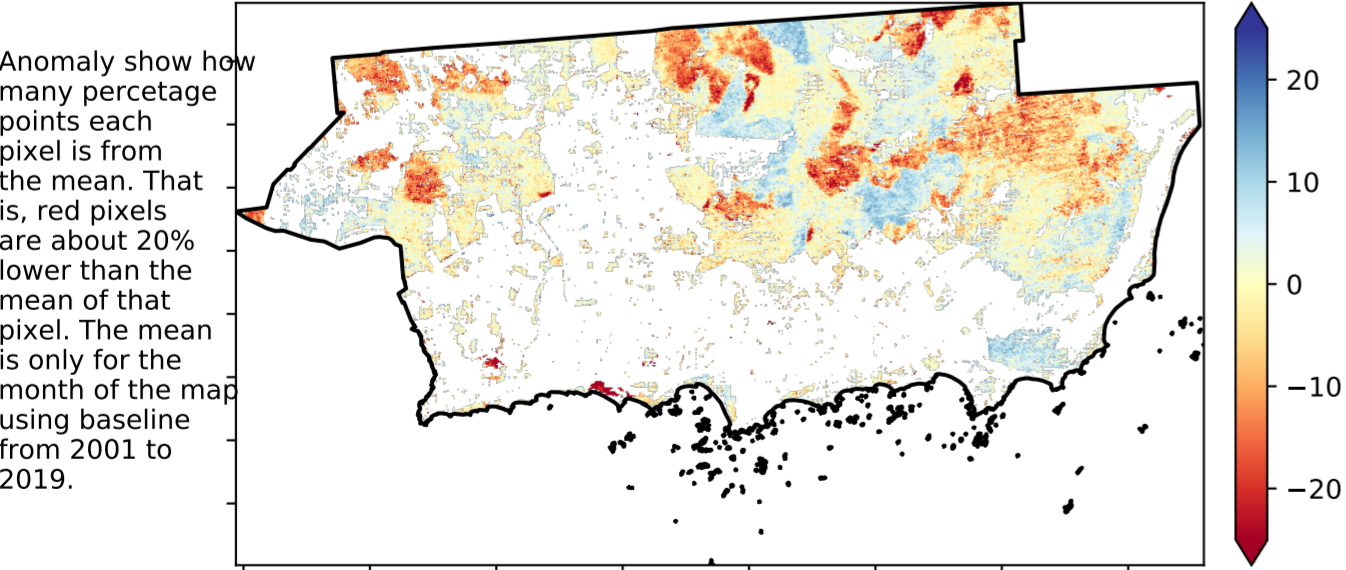 Anomaly show how
many percetage
points each
pixel is from
the mean. That
is, red pixels
are about 20%
lower than the
mean of that
pixel. The mean
is only for the
month of the map
using baseline
from 2001 to
2019.
20
10
0
−10
−20